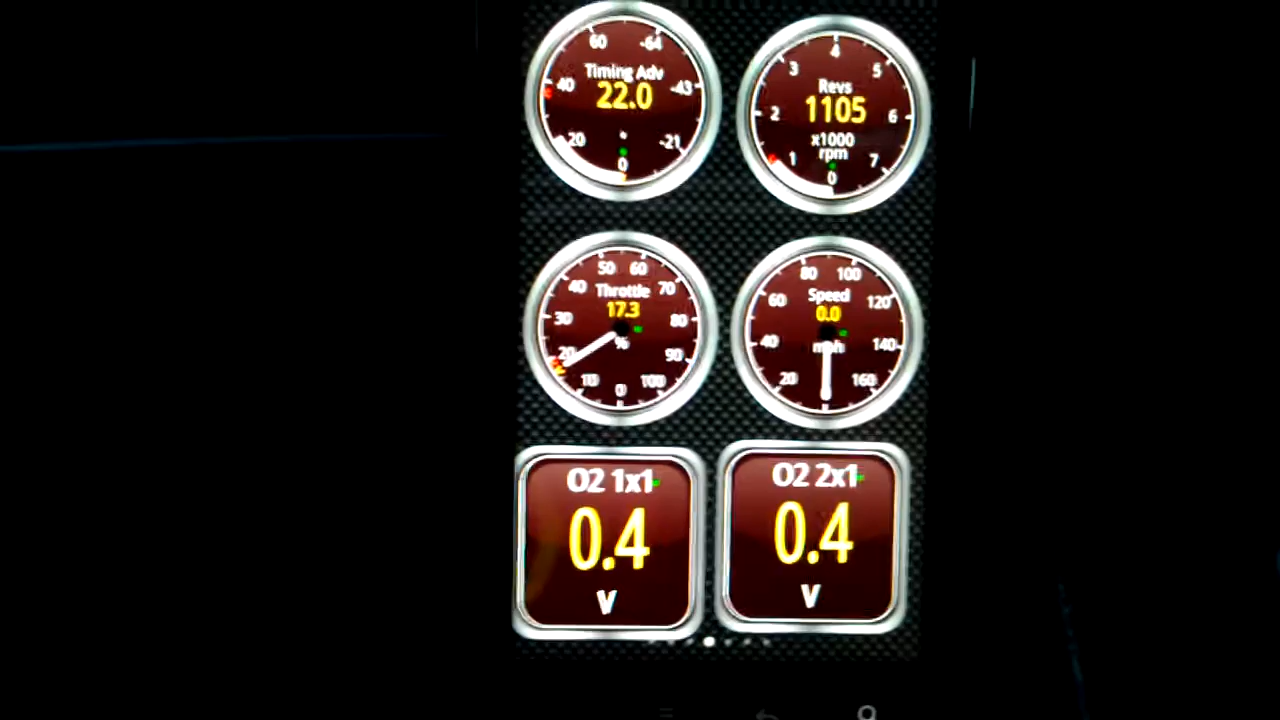 60 -64
Timing Adv
40 22.0 -43
20 ° -21
0
4
3 5
Revs
2 1105 6
x1000
1 rpm 7
0
50 60
40 Throttle 70
17.3
30 80
20 % 90
10 0 100
80 100
60 Speed 120
0.0
40 mph 140
20 0 160
O2 1x1
0.4
V
O2 2x1
0.4
V